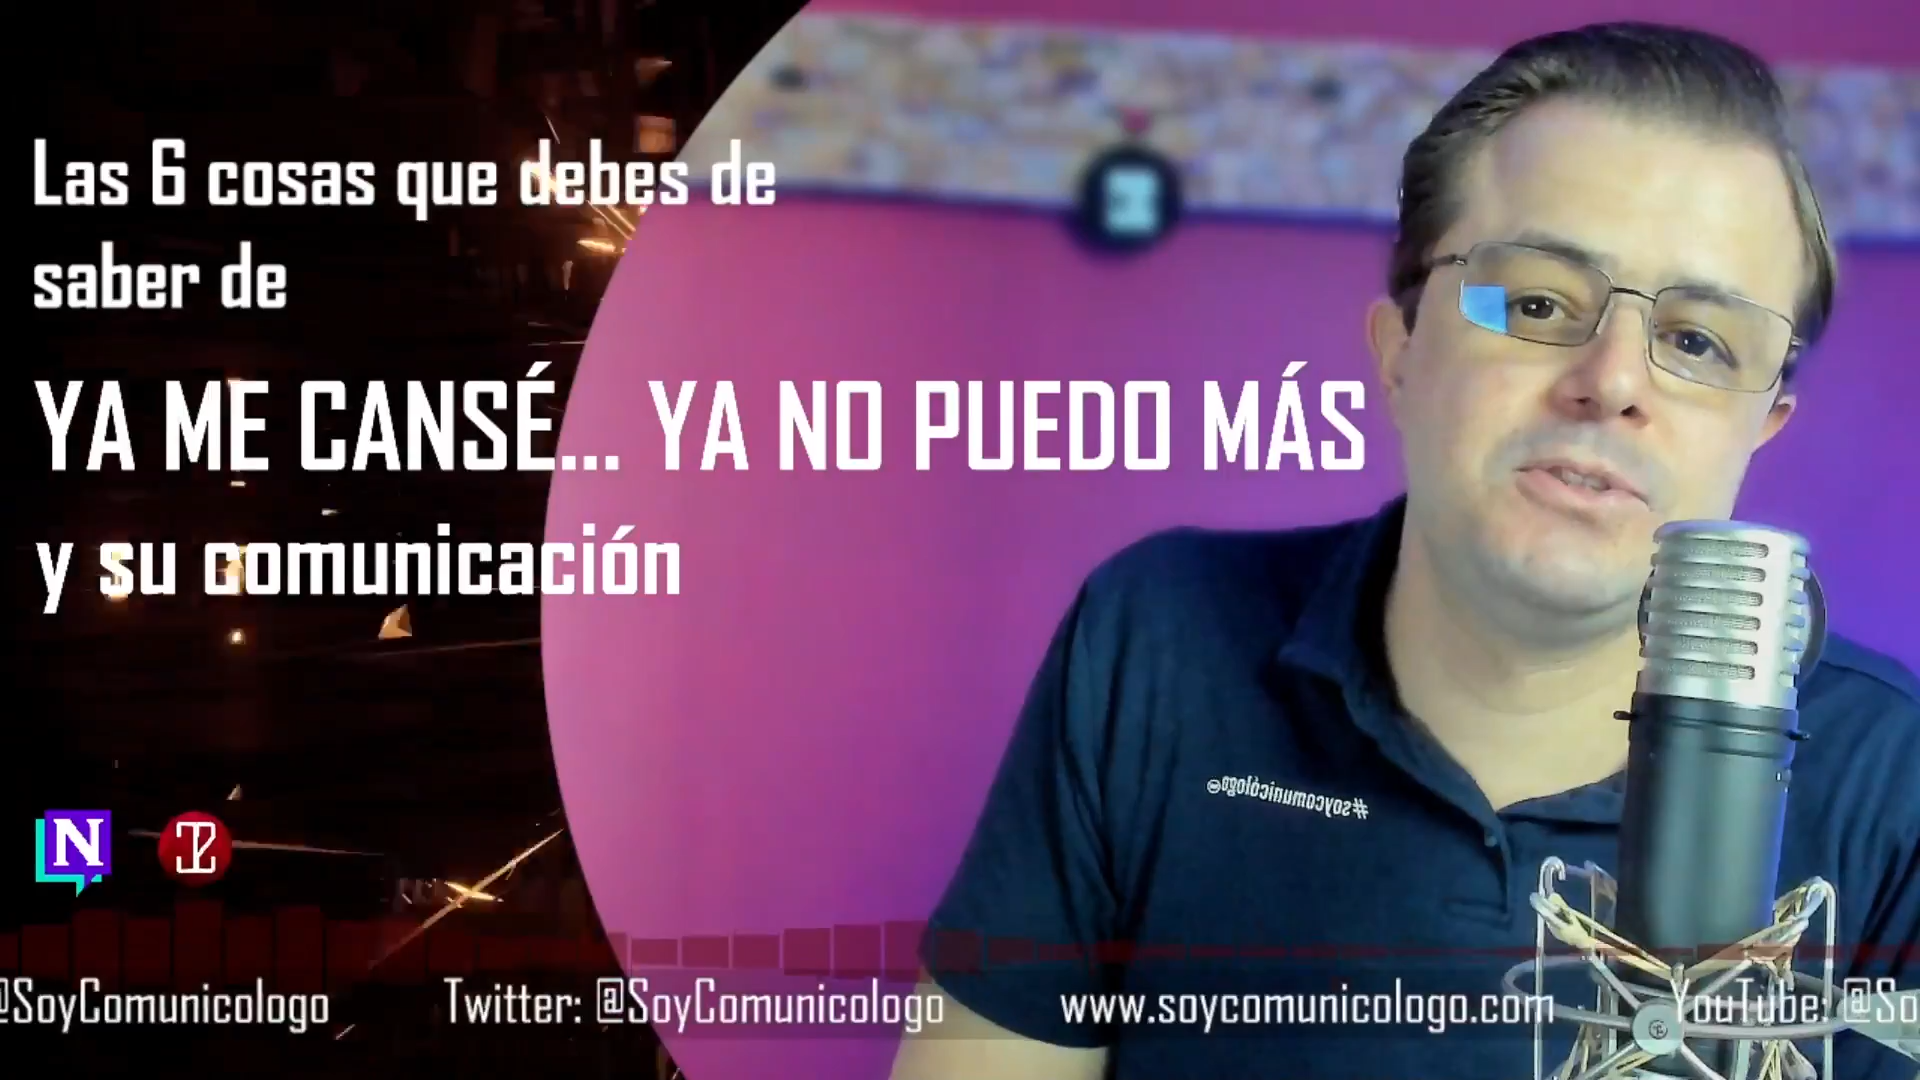 Las 6 cosas que debes de
saber de
YA ME CANSÉ... YA NO PUEDO MÁS
y su comunicación
#soycomunicólogo
N
@SoyComunicologo Twitter: @SoyComunicologo www.soycomunicologo.com YouTube: @So